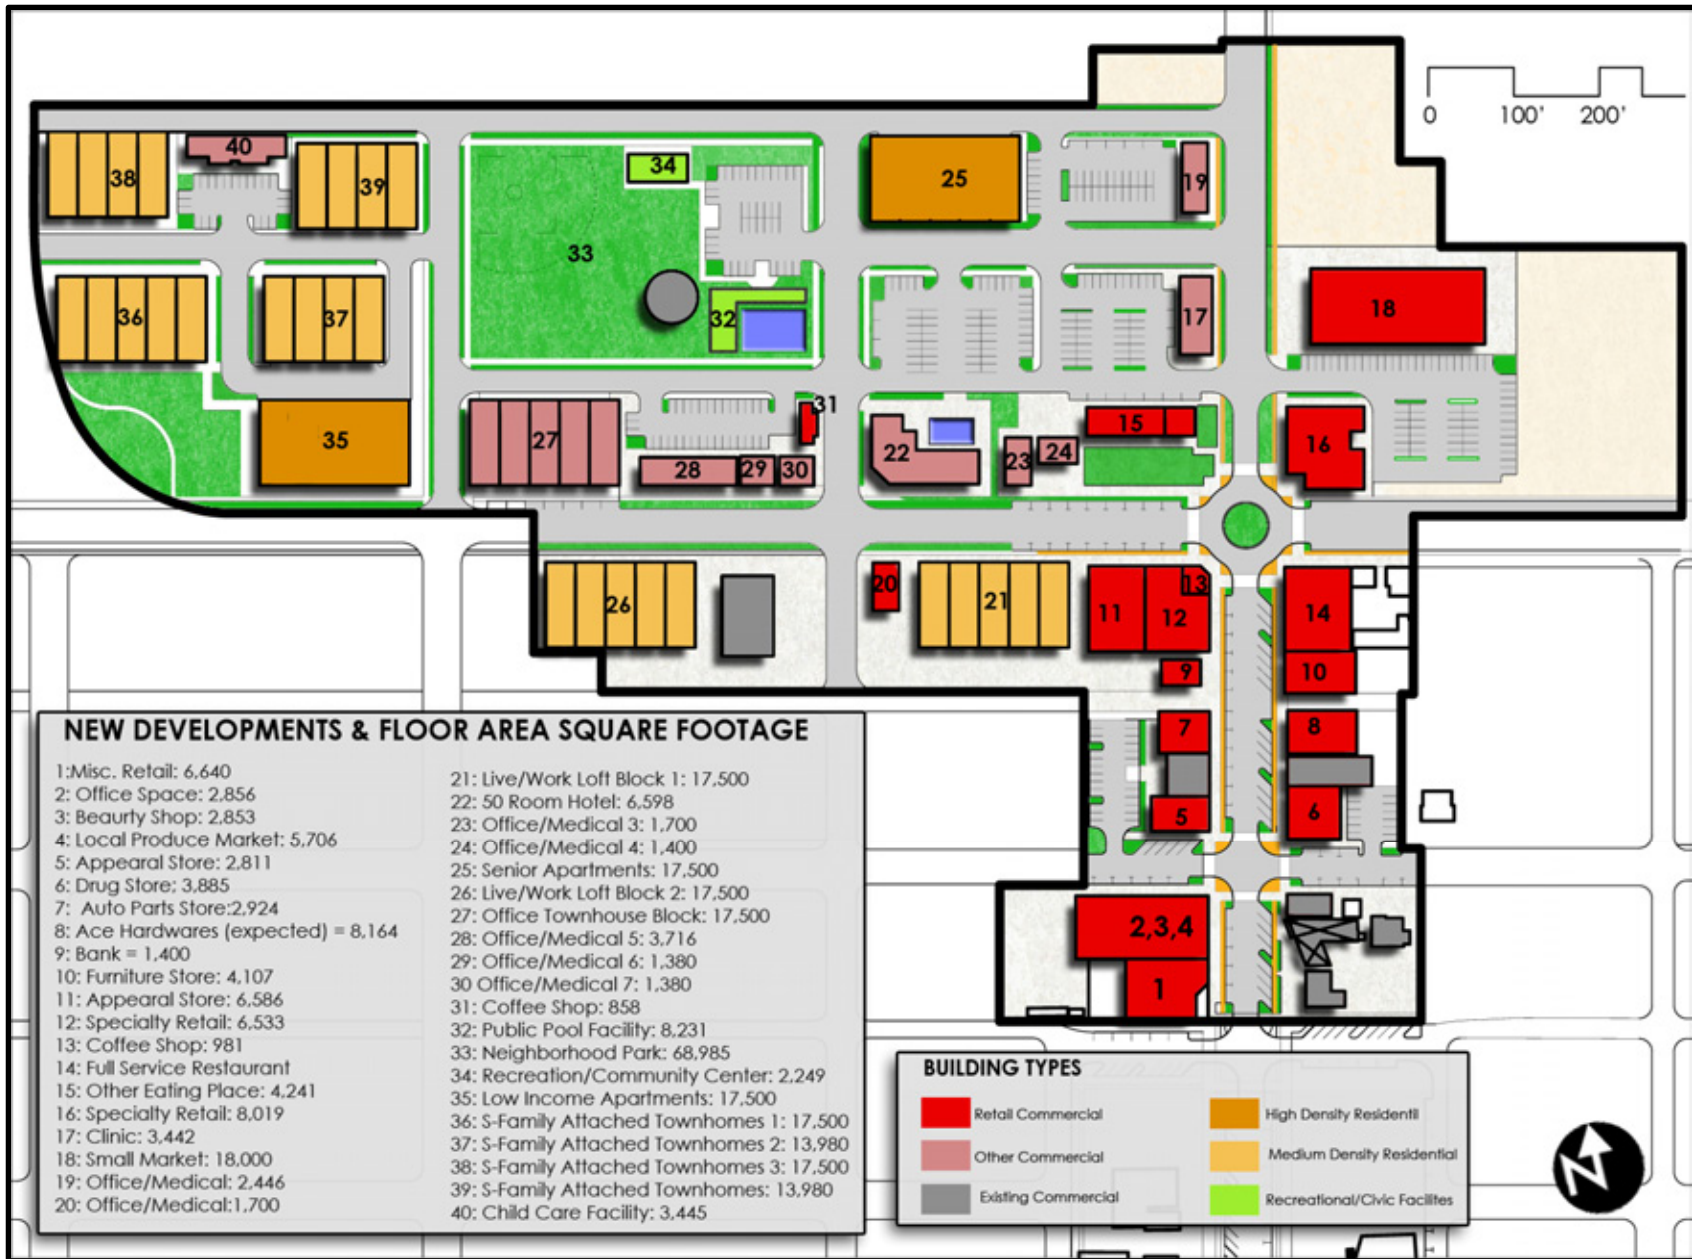 0 100' 200'
38
40
39
34
25
19
33
36
37
32
17
18
35
27
31
28
29
30
22
23
24
15
16
26
20
21
11
12
13
14
9
10
7
8
5
6
2,3,4
1
NEW DEVELOPMENTS & FLOOR AREA SQUARE FOOTAGE
1:Misc. Retail: 6,640
2: Office Space: 2,856
3: Beaurty Shop: 2,853
4: Local Produce Market: 5,706
5: Appearal Store: 2,811
6: Drug Store: 3,885
7: Auto Parts Store:2,924
8: Ace Hardwares (expected) = 8,164
9: Bank = 1,400
10: Furniture Store: 4,107
11: Appearal Store: 6,586
12: Specialty Retail: 6,533
13: Coffee Shop: 981
14: Full Service Restaurant
15: Other Eating Place: 4,241
16: Specialty Retail: 8,019
17: Clinic: 3,442
18: Small Market: 18,000
19: Office/Medical: 2,446
20: Office/Medical:1,700
21: Live/Work Loft Block 1: 17,500
22: 50 Room Hotel: 6,598
23: Office/Medical 3: 1,700
24: Office/Medical 4: 1,400
25: Senior Apartments: 17,500
26: Live/Work Loft Block 2: 17,500
27: Office Townhouse Block: 17,500
28: Office/Medical 5: 3,716
29: Office/Medical 6: 1,380
30 Office/Medical 7: 1,380
31: Coffee Shop: 858
32: Public Pool Facility: 8,231
33: Neighborhood Park: 68,985
34: Recreation/Community Center: 2,249
35: Low Income Apartments: 17,500
36: S-Family Attached Townhomes 1: 17,500
37: S-Family Attached Townhomes 2: 13,980
38: S-Family Attached Townhomes 3: 17,500
39: S-Family Attached Townhomes: 13,980
40: Child Care Facility: 3,445
BUILDING TYPES
Retail Commercial
Other Commercial
Existing Commercial
High Density Residentil
Medium Density Residential
Recreational/Civic Facilites
N